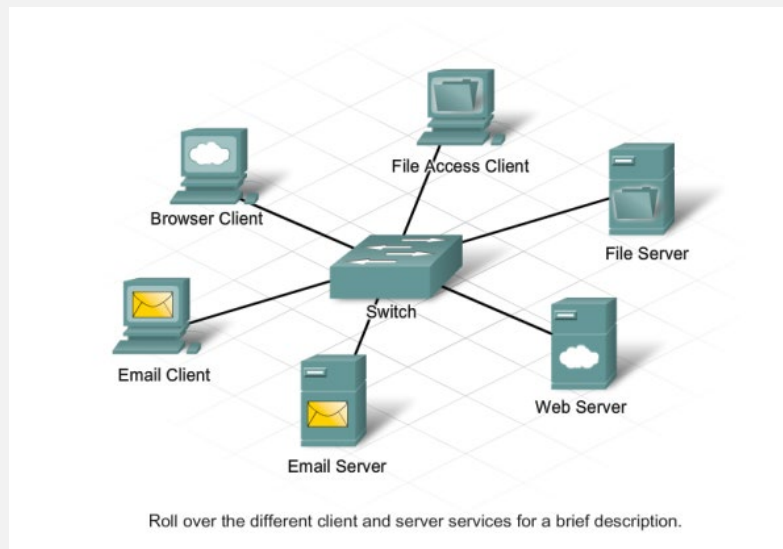 File Access Client
Browser Client
File Server
Switch
Email Client
Web Server
Email Server
Roll over the different client and server services for a brief description.